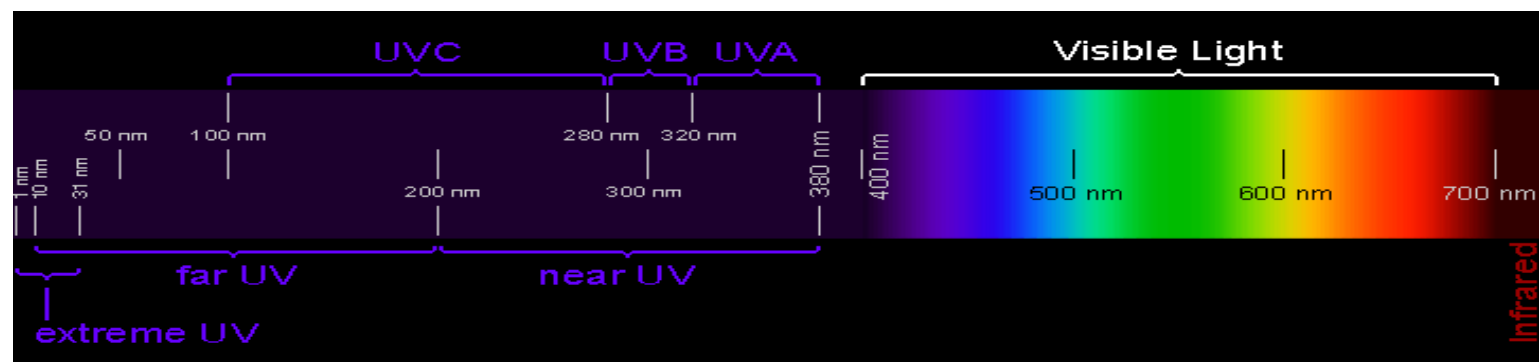 UVC UVB UVA Visible Light
50 nm 100 nm 280 nm 320 nm
1 nm 10 nm 31 nm 200 nm 300 nm 380 nm 400 nm 500 nm 600 nm 700 nm
far UV near UV
extreme UV
Infrared